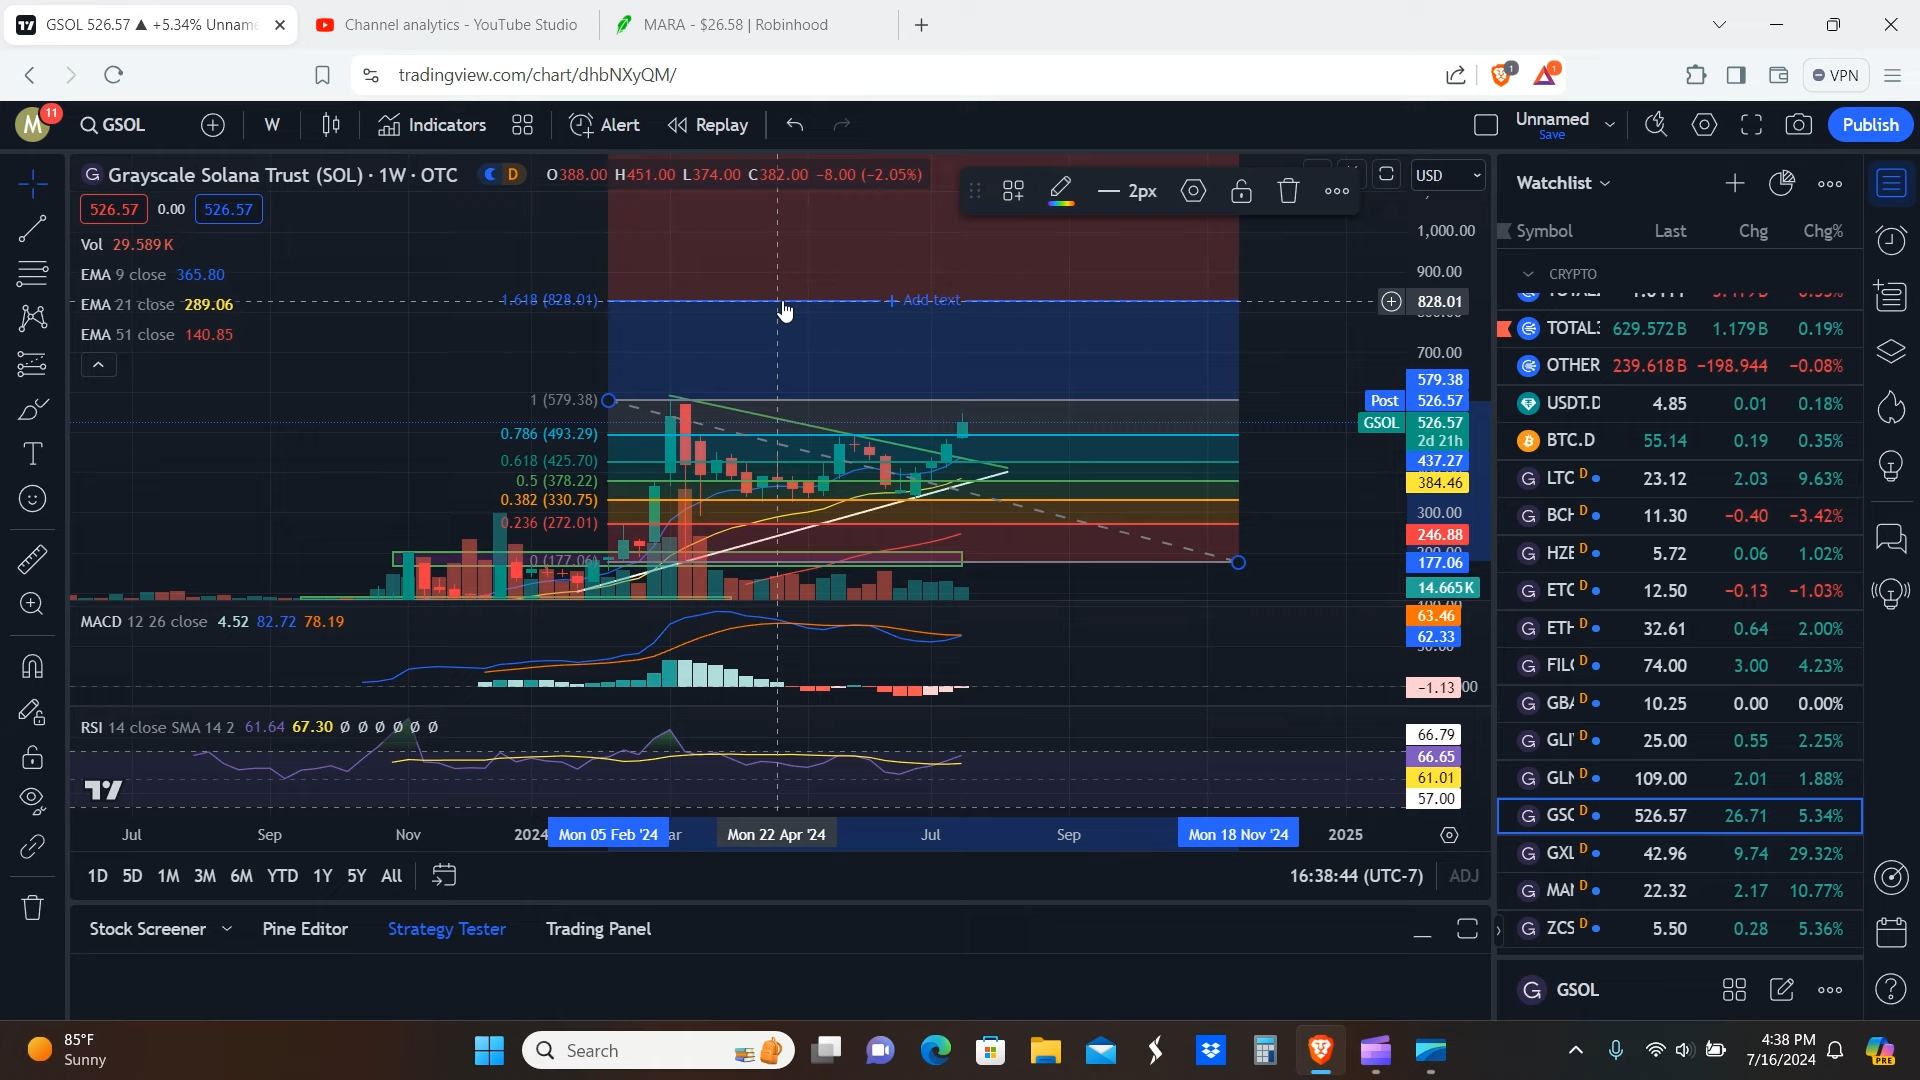 GSOL 526.57 ▲ +5.34% Unname
Channel analytics - YouTube Studio
MARA - $26.58 | Robinhood
tradingview.com/chart/dhbNXyQM/
1
1
VPN
M
11
GSOL
W
Indicators
Alert
Replay
Unnamed
Save
Publish
G Grayscale Solana Trust (SOL) · 1W · OTC
D
O388.00 H451.00 L374.00 C382.00 -8.00 (-2.05%)
2px
USD
526.57 0.00 526.57
Vol 29.589K
EMA 9 close 365.80
EMA 21 close 289.06
EMA 51 close 140.85
1.618 (828.01)
+ Add text
1 (579.38)
0.786 (493.29)
0.618 (425.70)
0.5 (378.22)
0.382 (330.75)
0.236 (272.01)
0 (177.06)
1,000.00
900.00
828.01
700.00
579.38
Post 526.57
GSOL 526.57
2d 21h
437.27
384.46
300.00
246.88
177.06
14.665K
MACD 12 26 close 4.52 82.72 78.19
63.46
62.33
-1.13
RSI 14 close SMA 14 2 61.64 67.30 Ø Ø Ø Ø Ø Ø
66.79
66.65
61.01
57.00
Jul Sep Nov 2024 Mon 05 Feb '24 ar Mon 22 Apr '24 Jul Sep Mon 18 Nov '24 2025
1D 5D 1M 3M 6M YTD 1Y 5Y All
16:38:44 (UTC-7) ADJ
Stock Screener Pine Editor Strategy Tester Trading Panel
Watchlist
Symbol Last Chg Chg%
CRYPTO
TOTAL: 629.572B 1.179B 0.19%
OTHER 239.618B -198.944 -0.08%
USDT.D 4.85 0.01 0.18%
BTC.D 55.14 0.19 0.35%
G LTC D 23.12 2.03 9.63%
G BCH D 11.30 -0.40 -3.42%
G HZE D 5.72 0.06 1.02%
G ETC D 12.50 -0.13 -1.03%
G ETH D 32.61 0.64 2.00%
G FIL D 74.00 3.00 4.23%
G GBA D 10.25 0.00 0.00%
G GLI D 25.00 0.55 2.25%
G GLN D 109.00 2.01 1.88%
G GSO D 526.57 26.71 5.34%
G GXL D 42.96 9.74 29.32%
G MAN D 22.32 2.17 10.77%
G ZCS D 5.50 0.28 5.36%
G GSOL
85°F
Sunny
Search
4:38 PM
7/16/2024
PRE